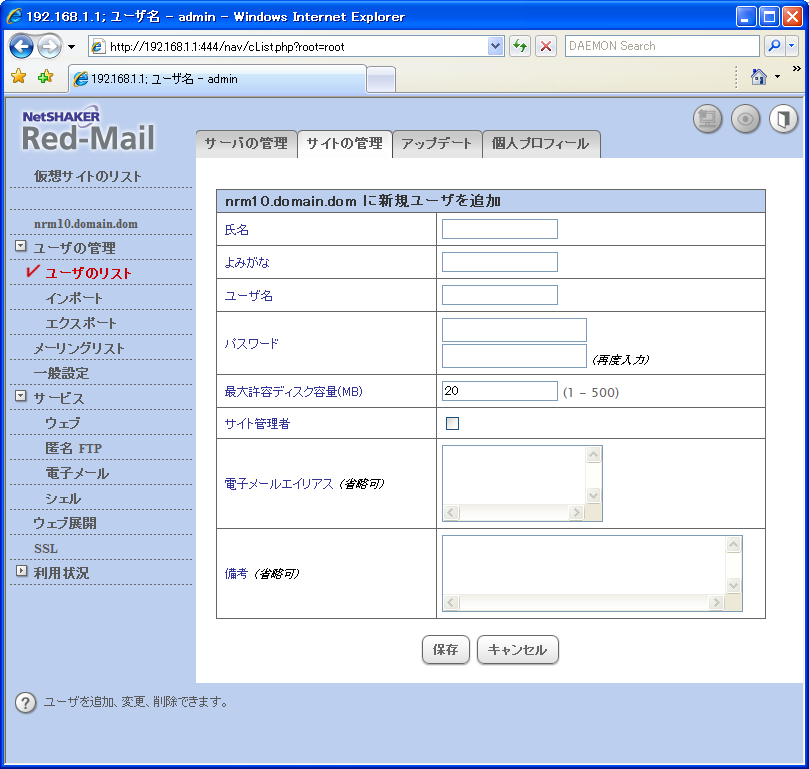 192.168.1.1; ユーザ名 - admin - Windows Internet Explorer
http://192.168.1.1:444/nav/cList.php?root=root
DAEMON Search
192.168.1.1; ユーザ名 - admin
NetSHAKER
Red-Mail
サーバの管理
サイトの管理
アップデート
個人プロフィール
仮想サイトのリスト
nrm10.domain.dom
ユーザの管理
ユーザのリスト
インポート
エクスポート
メーリングリスト
一般設定
サービス
ウェブ
匿名 FTP
電子メール
シェル
ウェブ展開
SSL
利用状況
nrm10.domain.dom に新規ユーザを追加
氏名
よみがな
ユーザ名
パスワード
(再度入力)
最大許容ディスク容量(MB)
20
(1 - 500)
サイト管理者
電子メールエイリアス (省略可)
備考 (省略可)
保存
キャンセル
ユーザを追加、変更、削除できます。